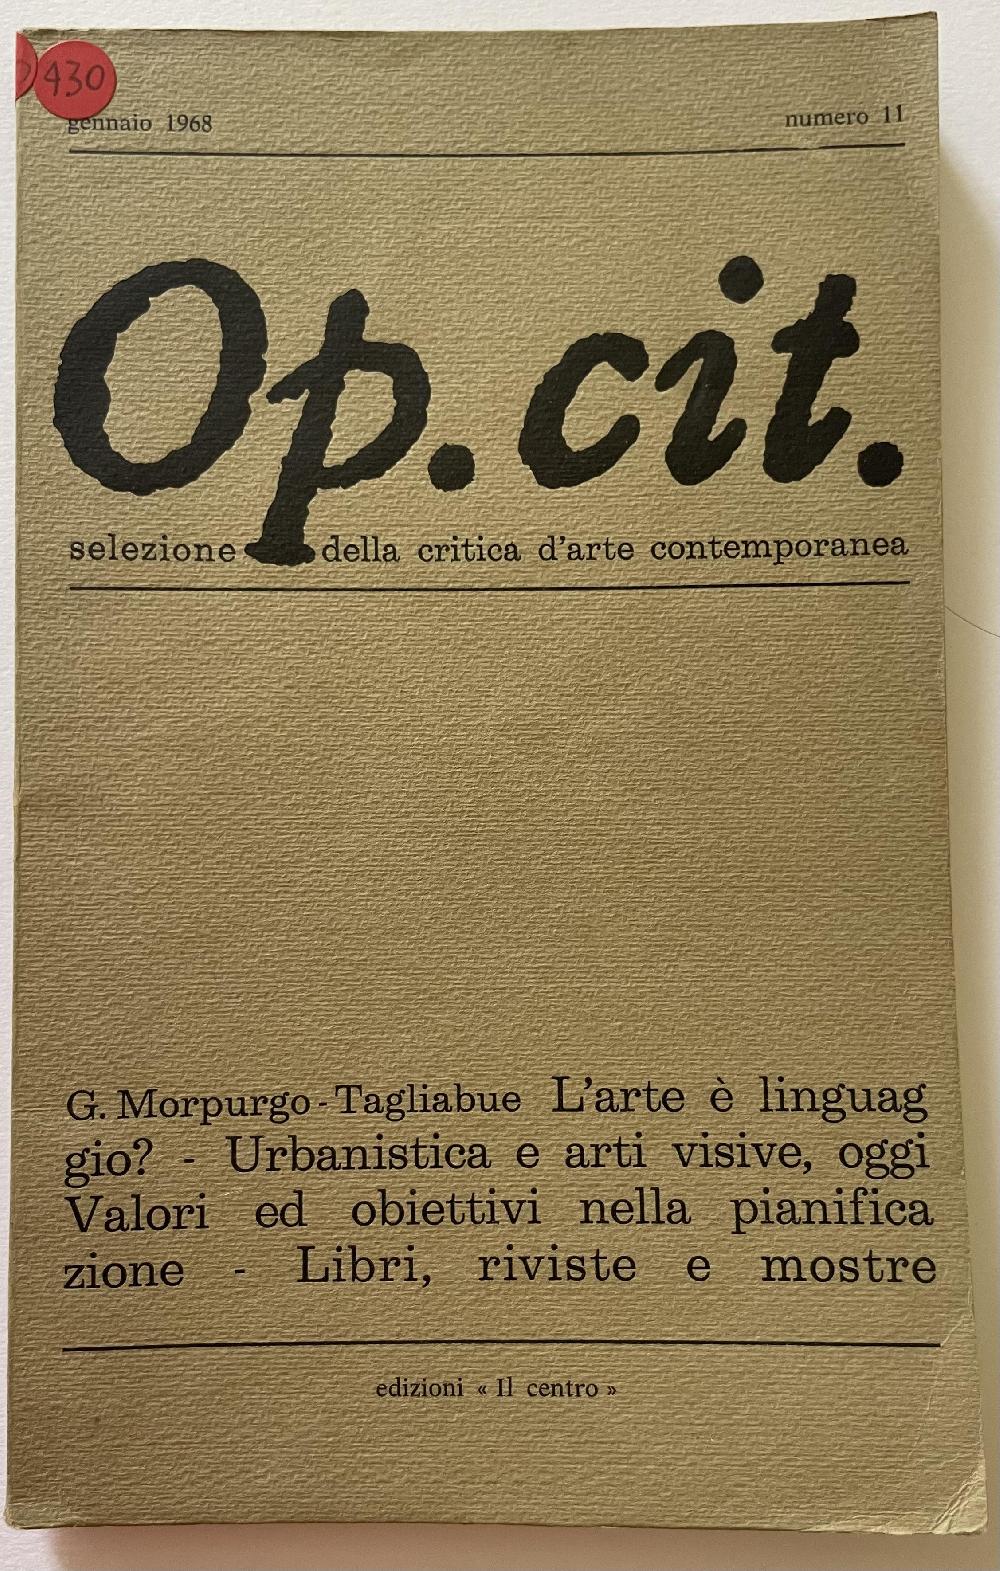 430
gennaio 1968
numero 11
Op. cit.
selezione della critica d'arte contemporanea
G. Morpurgo-Tagliabue L'arte è linguag
gio? - Urbanistica e arti visive, oggi
Valori ed obiettivi nella pianifica
zione - Libri, riviste e mostre
edizioni « Il centro »